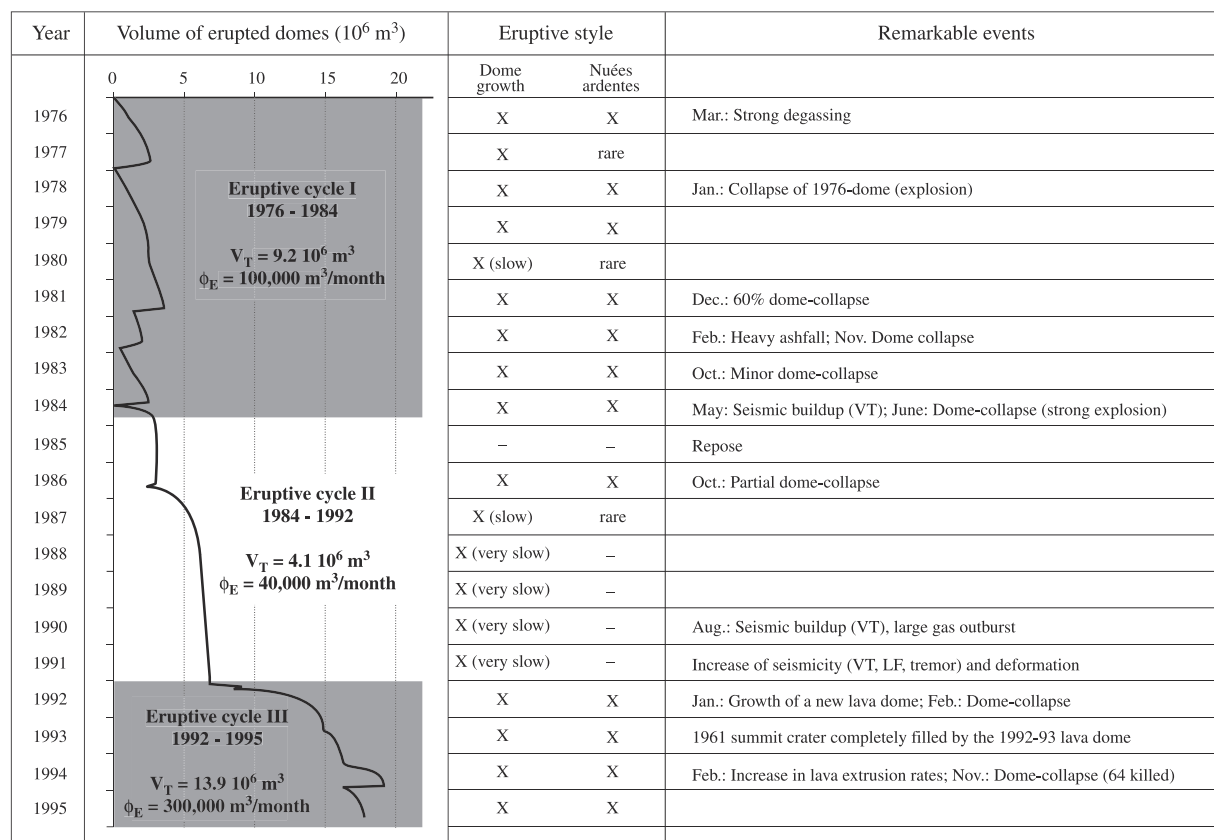 Year Volume of erupted domes (10⁶ m³) Eruptive style Remarkable events
0 5 10 15 20 Dome growth Nuées ardentes
1976 X X Mar.: Strong degassing
1977 X rare
1978 X X Jan.: Collapse of 1976-dome (explosion)
1979 X X
1980 X (slow) rare
1981 X X Dec.: 60% dome-collapse
1982 X X Feb.: Heavy ashfall; Nov. Dome collapse
1983 X X Oct.: Minor dome-collapse
1984 X X May: Seismic buildup (VT); June: Dome-collapse (strong explosion)
1985 – – Repose
1986 X X Oct.: Partial dome-collapse
1987 X (slow) rare
1988 X (very slow) –
1989 X (very slow) –
1990 X (very slow) – Aug.: Seismic buildup (VT), large gas outburst
1991 X (very slow) – Increase of seismicity (VT, LF, tremor) and deformation
1992 X X Jan.: Growth of a new lava dome; Feb.: Dome-collapse
1993 X X 1961 summit crater completely filled by the 1992-93 lava dome
1994 X X Feb.: Increase in lava extrusion rates; Nov.: Dome-collapse (64 killed)
1995 X X
Eruptive cycle I
1976 - 1984
V_T = 9.2 10⁶ m³
ϕ_E = 100,000 m³/month
Eruptive cycle II
1984 - 1992
V_T = 4.1 10⁶ m³
ϕ_E = 40,000 m³/month
Eruptive cycle III
1992 - 1995
V_T = 13.9 10⁶ m³
ϕ_E = 300,000 m³/month